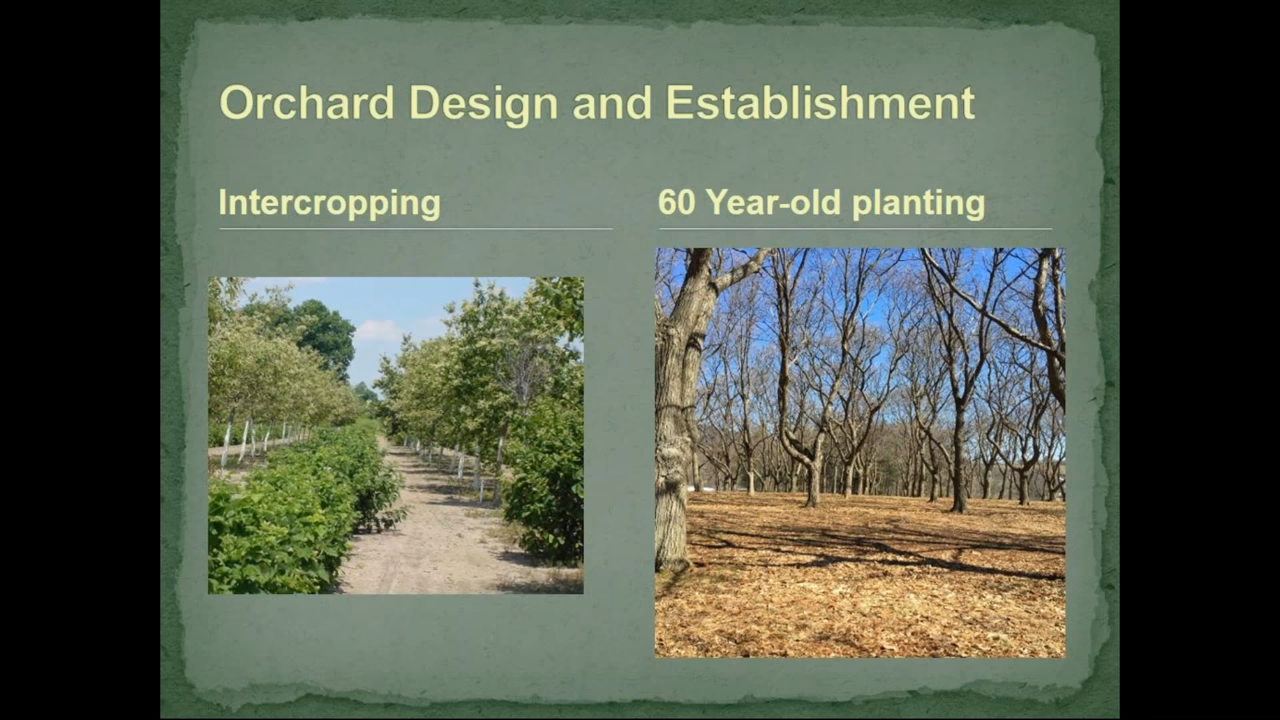 Orchard Design and Establishment
Intercropping
60 Year-old planting